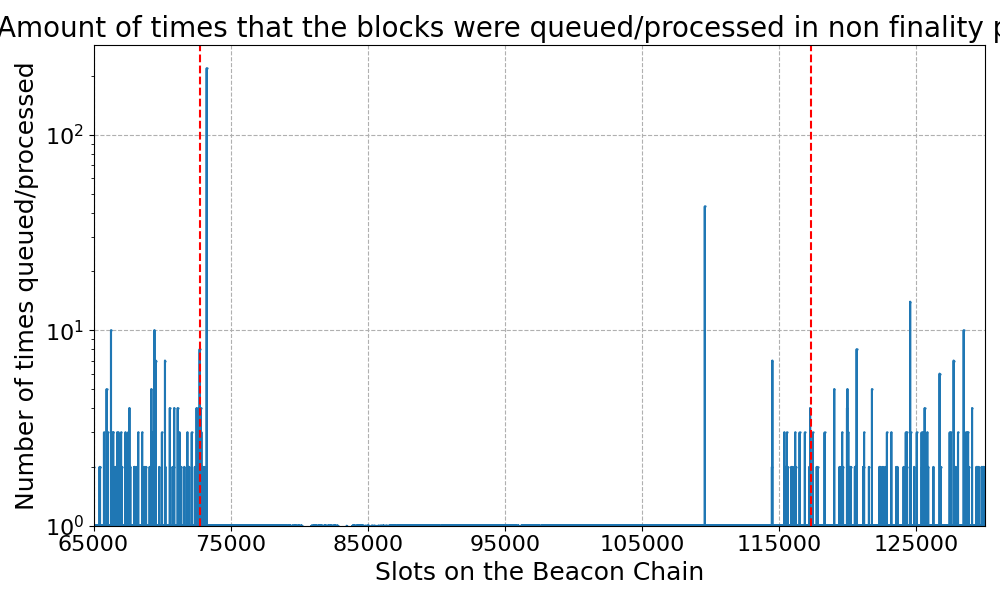 Amount of times that the blocks were queued/processed in non finality p
Number of times queued/processed
10²
10¹
10⁰
65000 75000 85000 95000 105000 115000 125000
Slots on the Beacon Chain